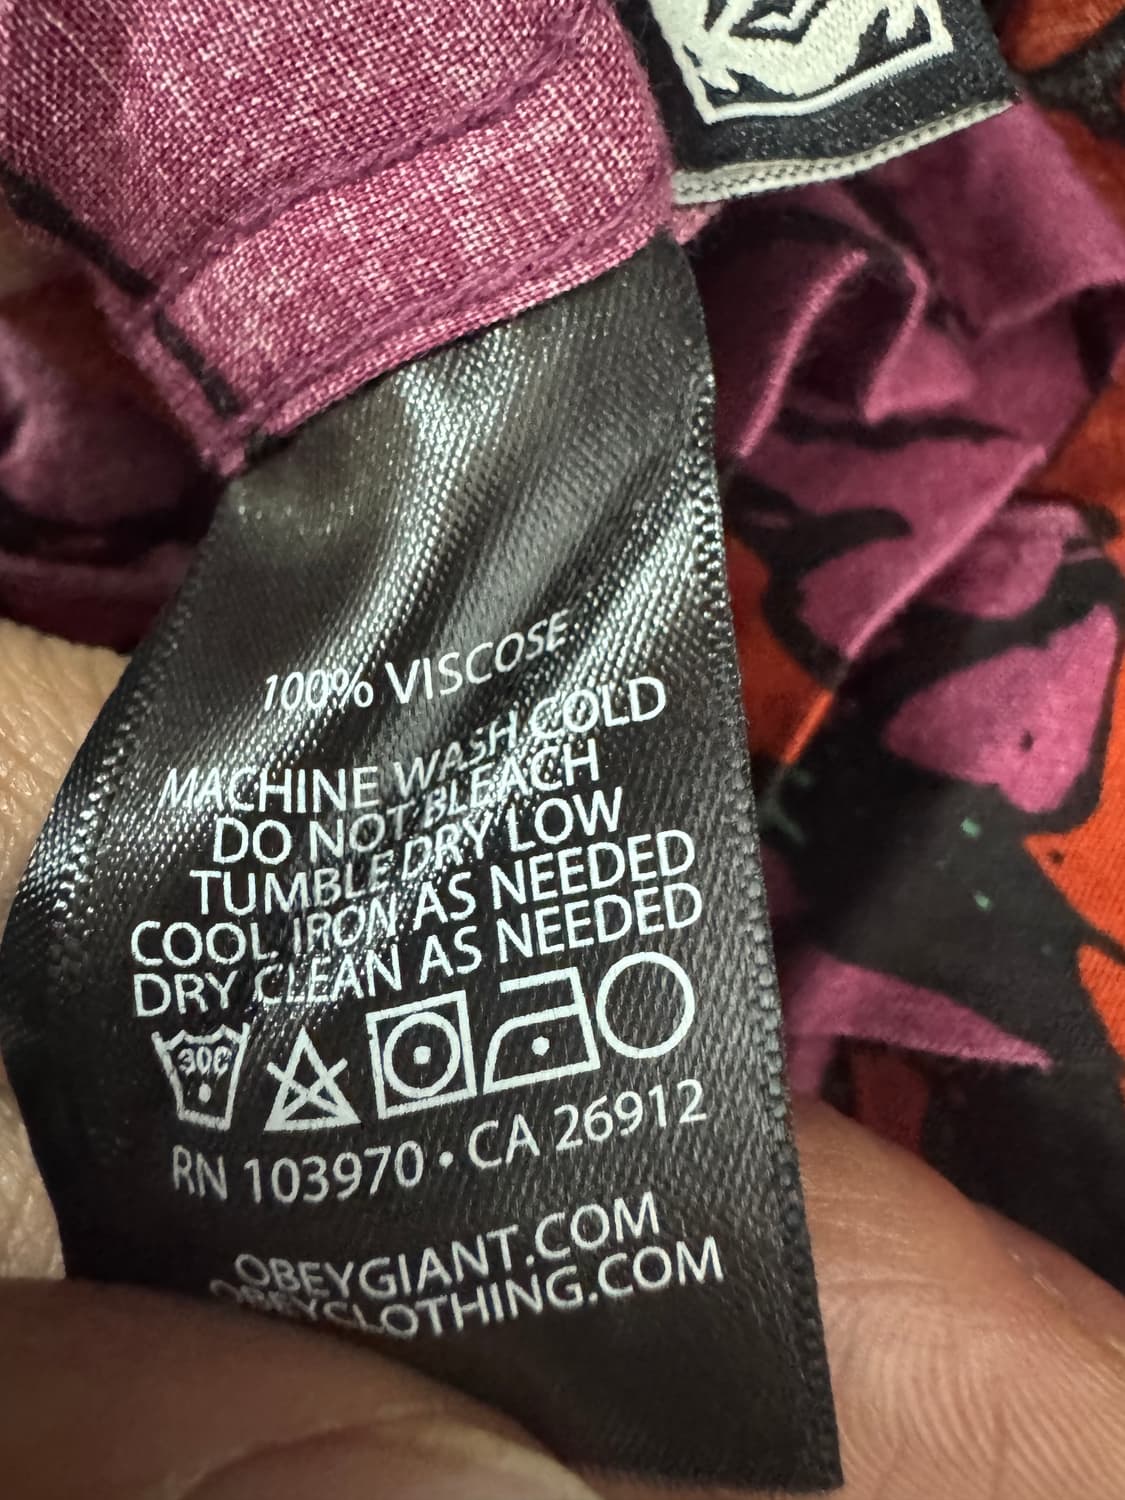 100% VISCOSE
MACHINE WASH COLD
DO NOT BLEACH
TUMBLE DRY LOW
COOL IRON AS NEEDED
DRY CLEAN AS NEEDED
30C
RN 103970 • CA 26912
OBEYGIANT.COM
OBEYCLOTHING.COM